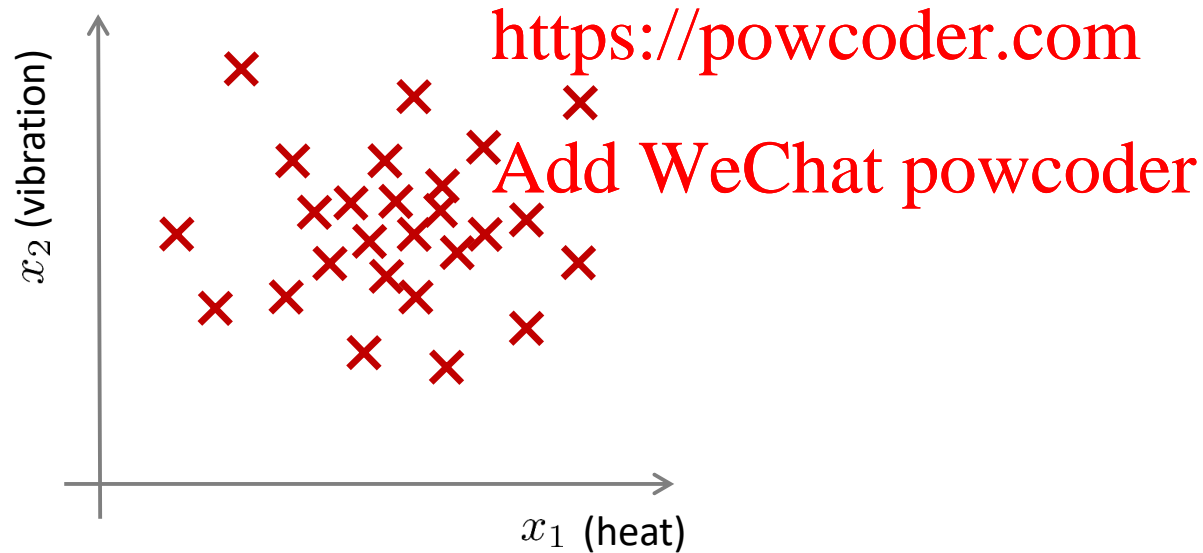 https://powcoder.com
Add WeChat powcoder
x2 (vibration)
x1 (heat)